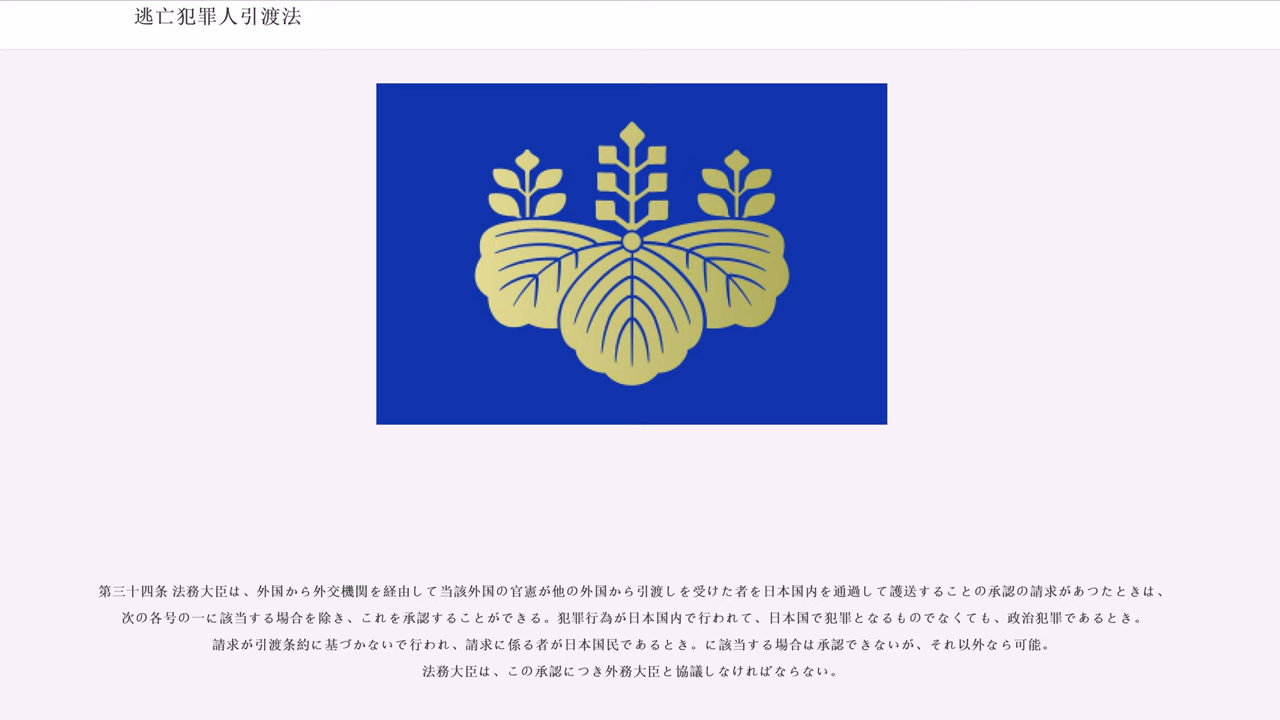 逃亡犯罪人引渡法
第三十四条 法務大臣は、外国から外交機関を経由して当該外国の官憲が他の外国から引渡しを受けた者を日本国内を通過して護送することの承認の請求があつたときは、
次の各号の一に該当する場合を除き、これを承認することができる。犯罪行為が日本国内で行われて、日本国で犯罪となるものでなくても、政治犯罪であるとき。
請求が引渡条約に基づかないで行われ、請求に係る者が日本国民であるとき。に該当する場合は承認できないが、それ以外なら可能。
法務大臣は、この承認につき外務大臣と協議しなければならない。